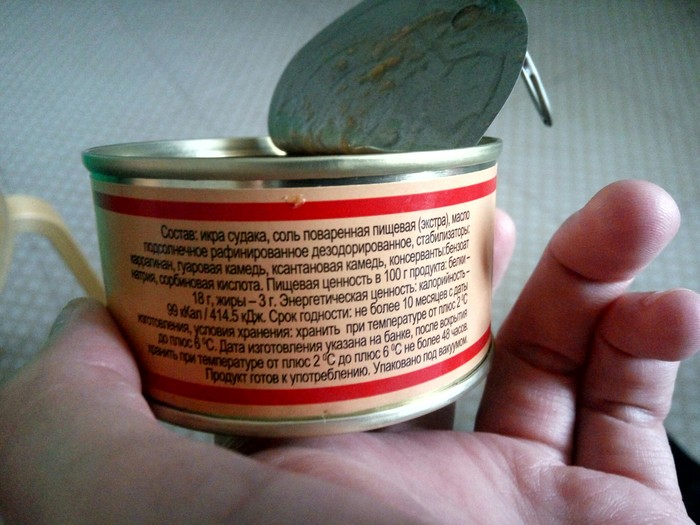 Состав: икра судака, соль поваренная пищевая (экстра), масло
подсолнечное рафинированное дезодорированное, стабилизаторы:
каррагинан, гуаровая камедь, ксантановая камедь, консерванты:бензоат
натрия, сорбиновая кислота. Пищевая ценность в 100 г продукта: белки –
18 г, жиры – 3 г. Энергетическая ценность: калорийность –
99 кКал / 414.5 кДж. Срок годности: не более 10 месяцев с даты
изготовления, условия хранения: хранить при температуре от плюс 2 ⁰С
до плюс 6 ⁰С. Дата изготовления указана на банке, после вскрытия
хранить при температуре от плюс 2 ⁰С до плюс 6 ⁰С не более 48 часов.
Продукт готов к употреблению. Упаковано под вакуумом.